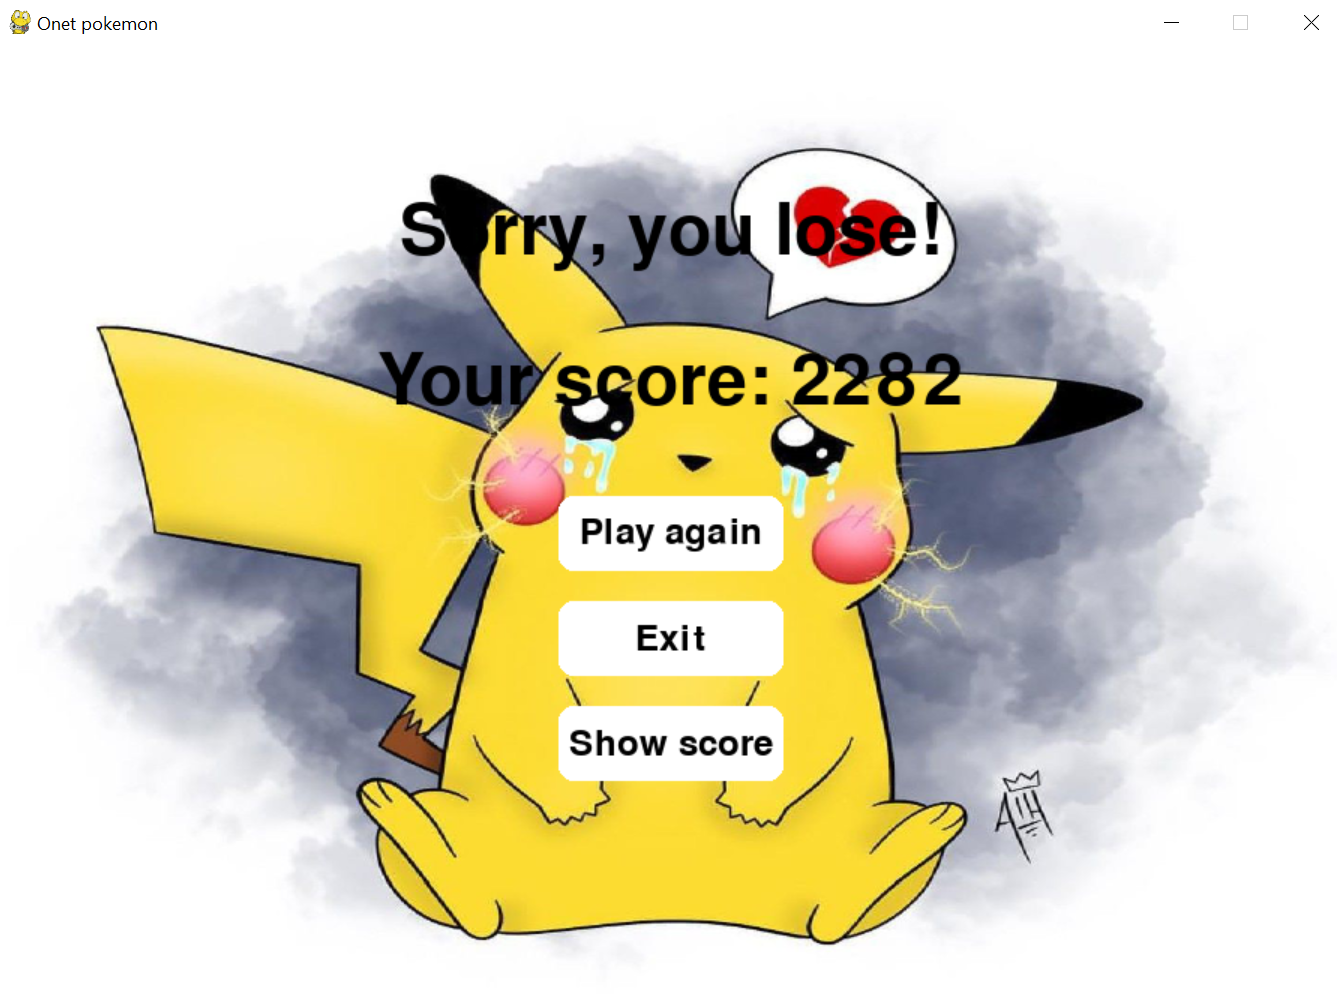 Onet pokemon
Sorry, you lose!
Your score: 2282
Play again
Exit
Show score